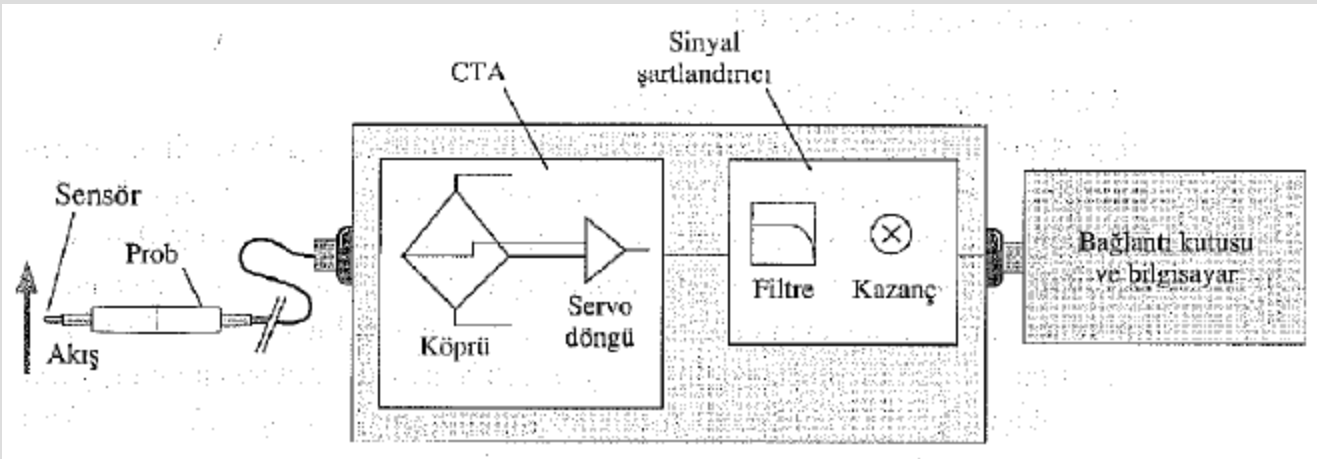 Sinyal
şartlandırıcı
CTA
Sensör
Prob
Akış
Köprü
Servo
döngü
Filtre
Kazanç
Bağlantı kutusu
ve bilgisayar